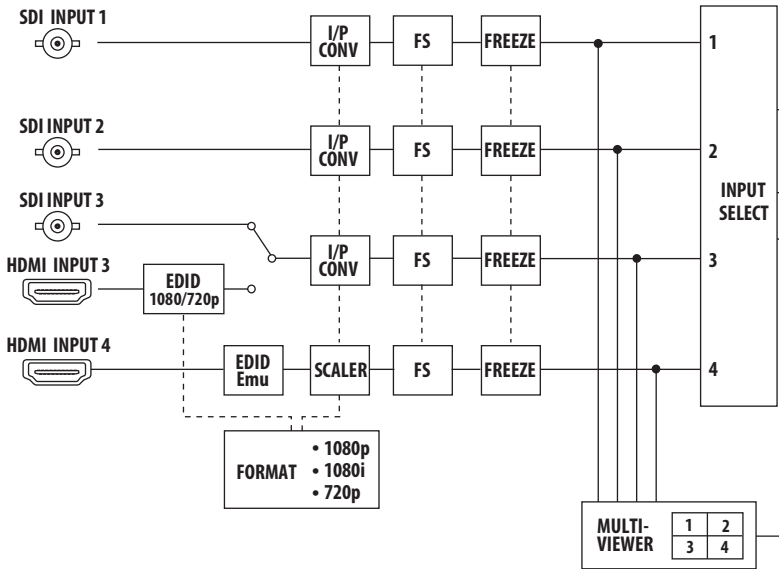 SDI INPUT 1
I/P
CONV
FS
FREEZE
1
SDI INPUT 2
I/P
CONV
FS
FREEZE
2
INPUT
SELECT
SDI INPUT 3
I/P
CONV
FS
FREEZE
3
HDMI INPUT 3
EDID
1080/720p
HDMI INPUT 4
EDID
Emu
SCALER
FS
FREEZE
4
FORMAT
• 1080p
• 1080i
• 720p
MULTI-
VIEWER
1 2
3 4